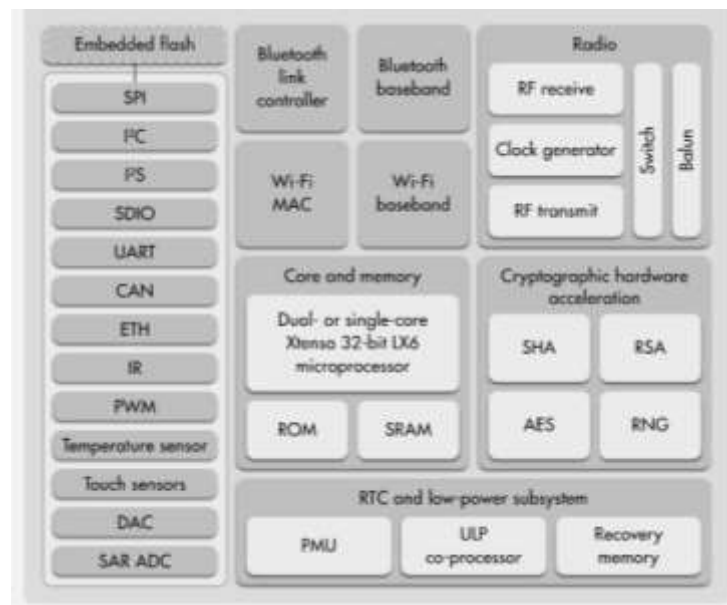 Embedded flash
SPI
I²C
I²S
SDIO
UART
CAN
ETH
IR
PWM
Temperature sensor
Touch sensors
DAC
SAR ADC
Bluetooth
link
controller
Bluetooth
baseband
Wi-Fi
MAC
Wi-Fi
baseband
Radio
RF receive
Clock generator
RF transmit
Switch
Balun
Core and memory
Dual- or single-core
Xtensa 32-bit LX6
microprocessor
ROM
SRAM
Cryptographic hardware
acceleration
SHA
RSA
AES
RNG
RTC and low-power subsystem
PMU
ULP
co-processor
Recovery
memory